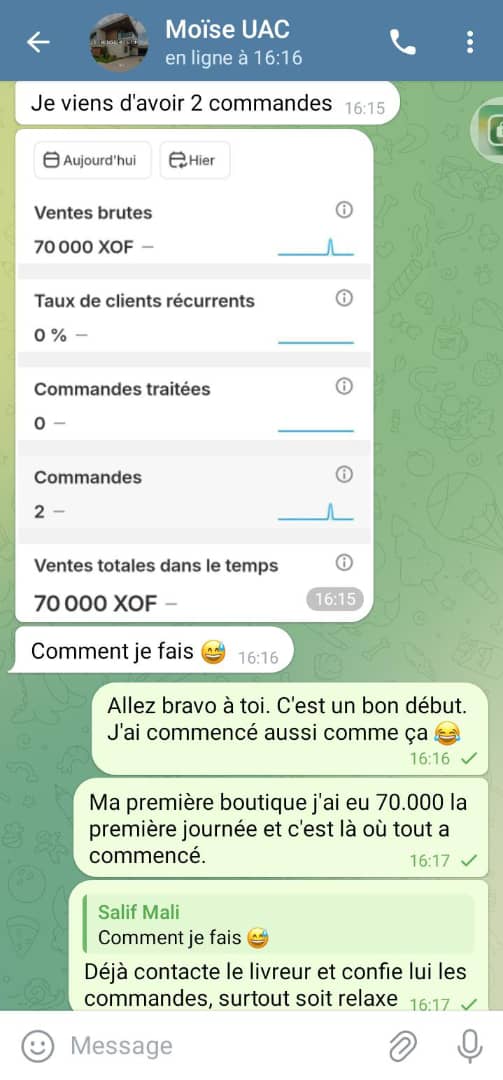 Moïse UAC
en ligne à 16:16
Je viens d'avoir 2 commandes 16:15
Aujourd'hui Hier
Ventes brutes
70 000 XOF –
Taux de clients récurrents
0 % –
Commandes traitées
0 –
Commandes
2 –
Ventes totales dans le temps
70 000 XOF – 16:15
Comment je fais 😅 16:16
Allez bravo à toi. C'est un bon début.
J'ai commencé aussi comme ça 😂
16:16
Ma première boutique j'ai eu 70.000 la
première journée et c'est là où tout a
commencé. 16:17
Salif Mali
Comment je fais 😅
Déjà contacte le livreur et confie lui les
commandes, surtout soit relaxe 16:17
Message